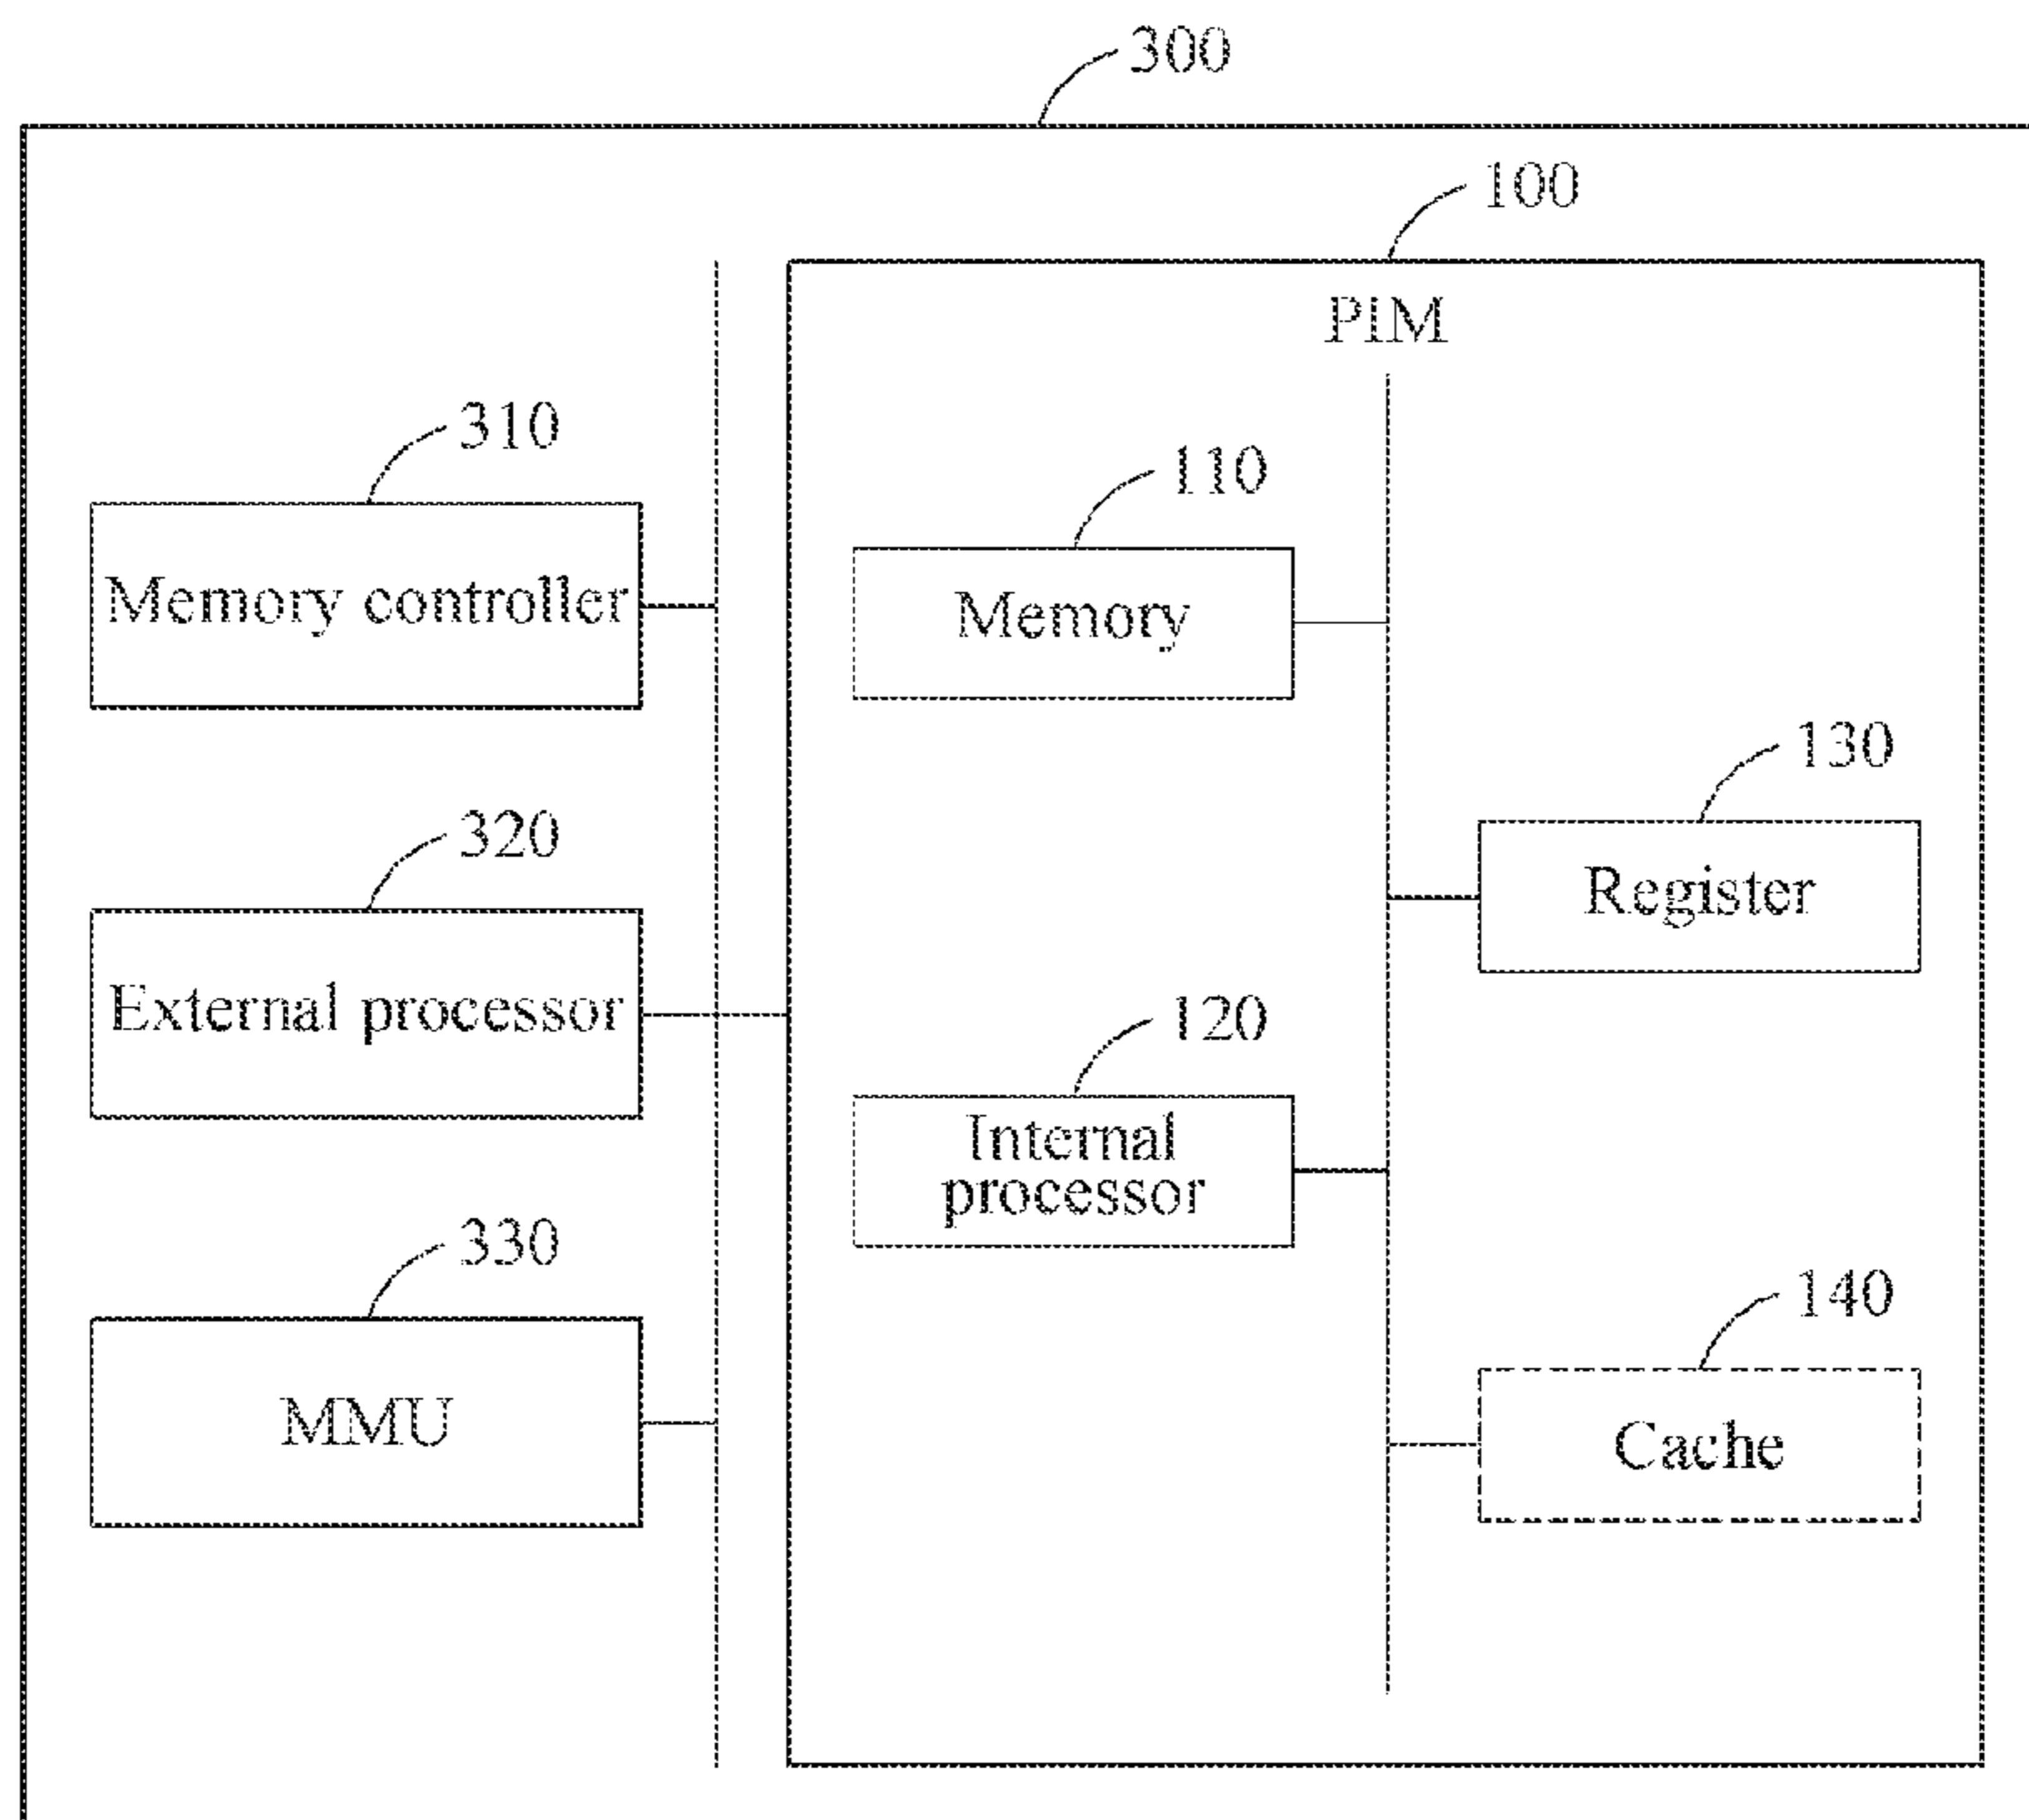 300
100
PIM
310
Memory controller
110
Memory
130
Register
320
External processor
120
Internal
processor
330
MMU
140
Cache